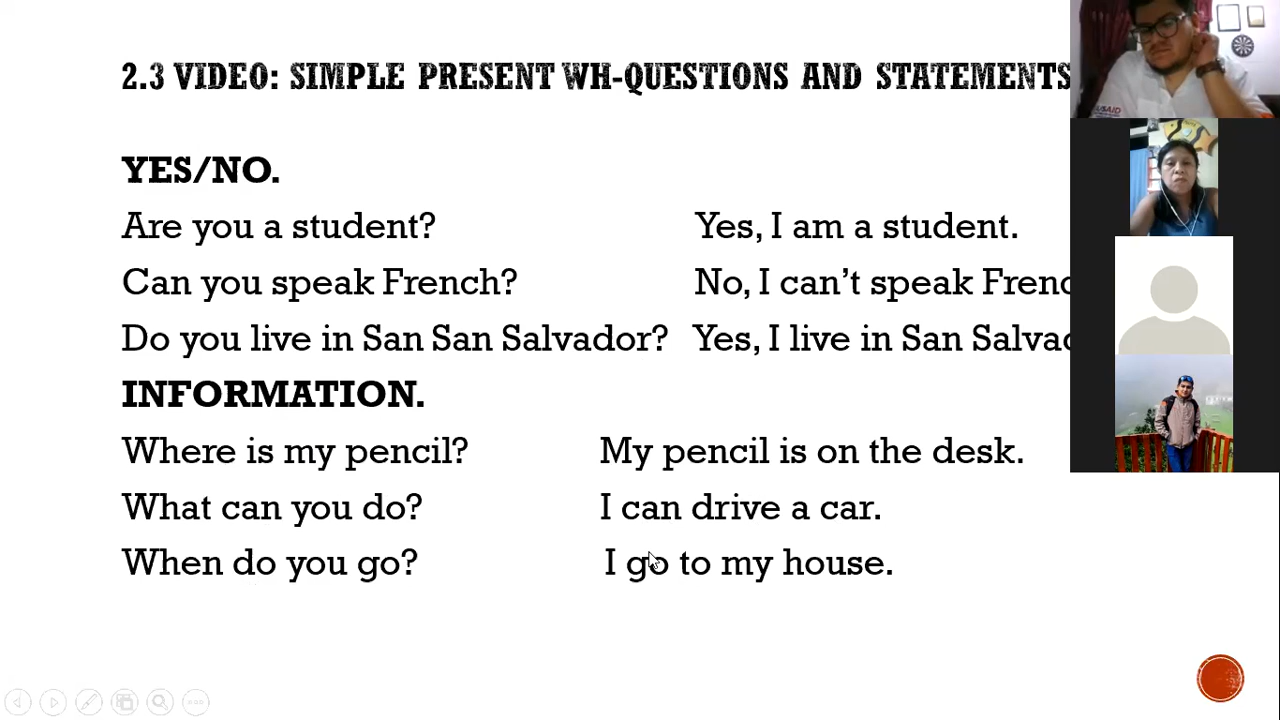 2.3 VIDEO: SIMPLE PRESENT WH-QUESTIONS AND STATEMENTS
YES/NO.
Are you a student? Yes, I am a student.
Can you speak French? No, I can’t speak Frenc
Do you live in San San Salvador? Yes, I live in San Salvad
INFORMATION.
Where is my pencil? My pencil is on the desk.
What can you do? I can drive a car.
When do you go? I go to my house.
USAID